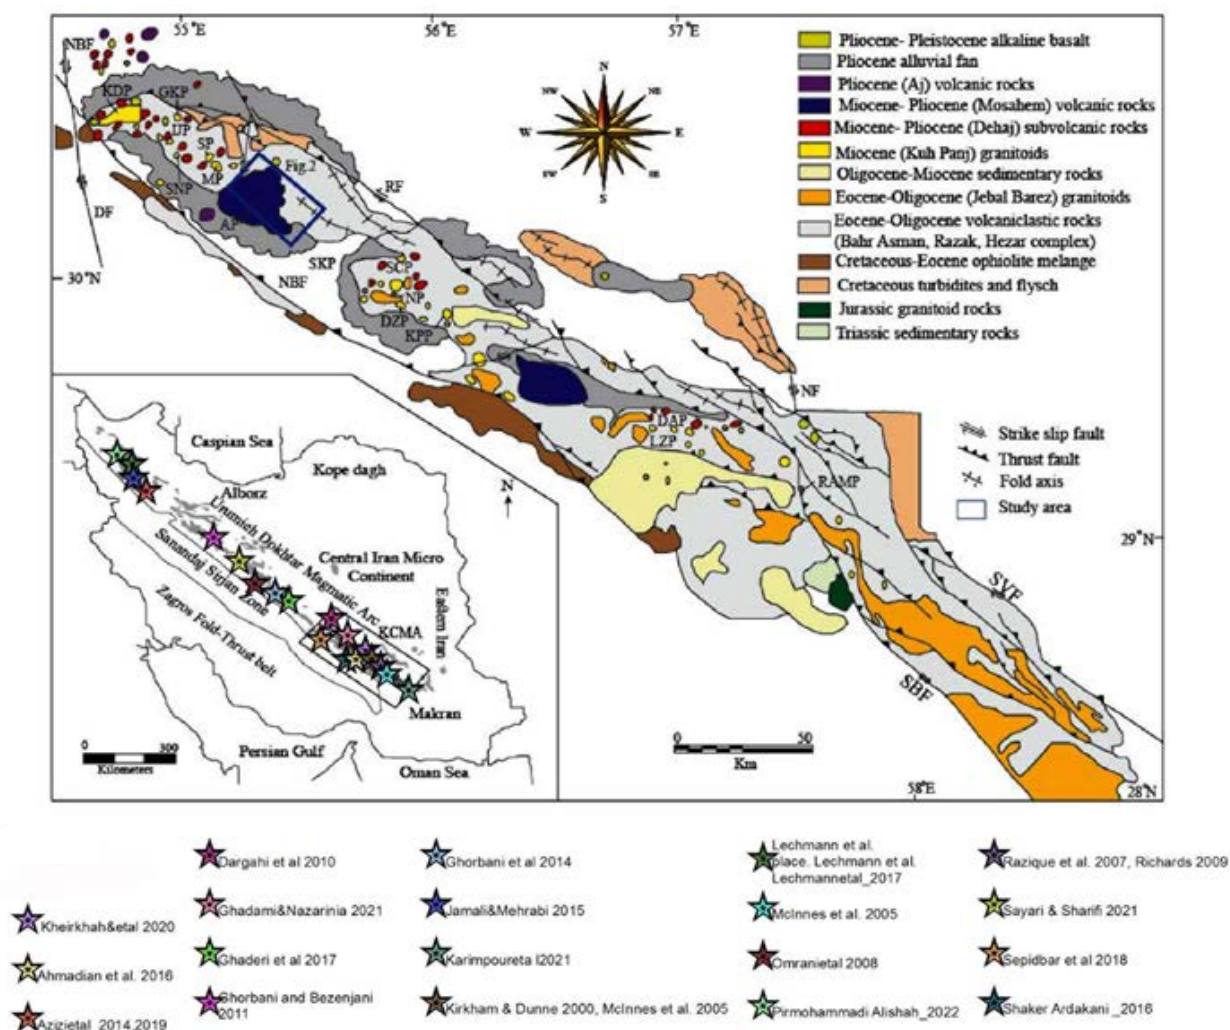 55°E
56°E
57°E
NBF
KDP
GKP
IJP
SP
MP
Fig.2
SNP
RF
DF
AP
SKP
30°N
NBF
SCP
NP
DZP
KPP
N
NE
E
SE
S
SW
W
NW
Pliocene- Pleistocene alkaline basalt
Pliocene alluvial fan
Pliocene (Aj) volcanic rocks
Miocene- Pliocene (Mosahem) volcanic rocks
Miocene- Pliocene (Dehaj) subvolcanic rocks
Miocene (Kuh Panj) granitoids
Oligocene-Miocene sedimentary rocks
Eocene-Oligocene (Jebal Barez) granitoids
Eocene-Oligocene volcaniclastic rocks
(Bahr Asman, Razak, Hezar complex)
Cretaceous-Eocene ophiolite melange
Cretaceous turbidites and flysch
Jurassic granitoid rocks
Triassic sedimentary rocks
NF
DAP
LZP
RAMP
Strike slip fault
Thrust fault
Fold axis
Study area
29°N
SVF
SBF
0 50
Km
58°E
28°N
Caspian Sea
Kope dagh
Alborz
N
Urumieh Dokhtar Magmatic Arc
Central Iran Micro
Continent
Sanandaj Sirjan Zone
Eastern Iran
Zagros Fold-Thrust belt
KCMA
Makran
Persian Gulf
Oman Sea
0 300
Kilometers
Kheirkhah&etal 2020
Ahmadian et al. 2016
Azizietal_2014,2019
Dargahi et al 2010
Ghadami&Nazarinia 2021
Ghaderi et al 2017
Ghorbani and Bezenjani
2011
Ghorbani et al 2014
Jamali&Mehrabi 2015
Karimpoureta l2021
Kirkham & Dunne 2000, McInnes et al. 2005
Lechmann et al.
place. Lechmann et al.
Lechmannetal_2017
McInnes et al. 2005
Omranietal 2008
Pirmohammadi Alishah_2022
Razique et al. 2007, Richards 2009
Sayari & Sharifi 2021
Sepidbar et al 2018
Shaker Ardakani _2016